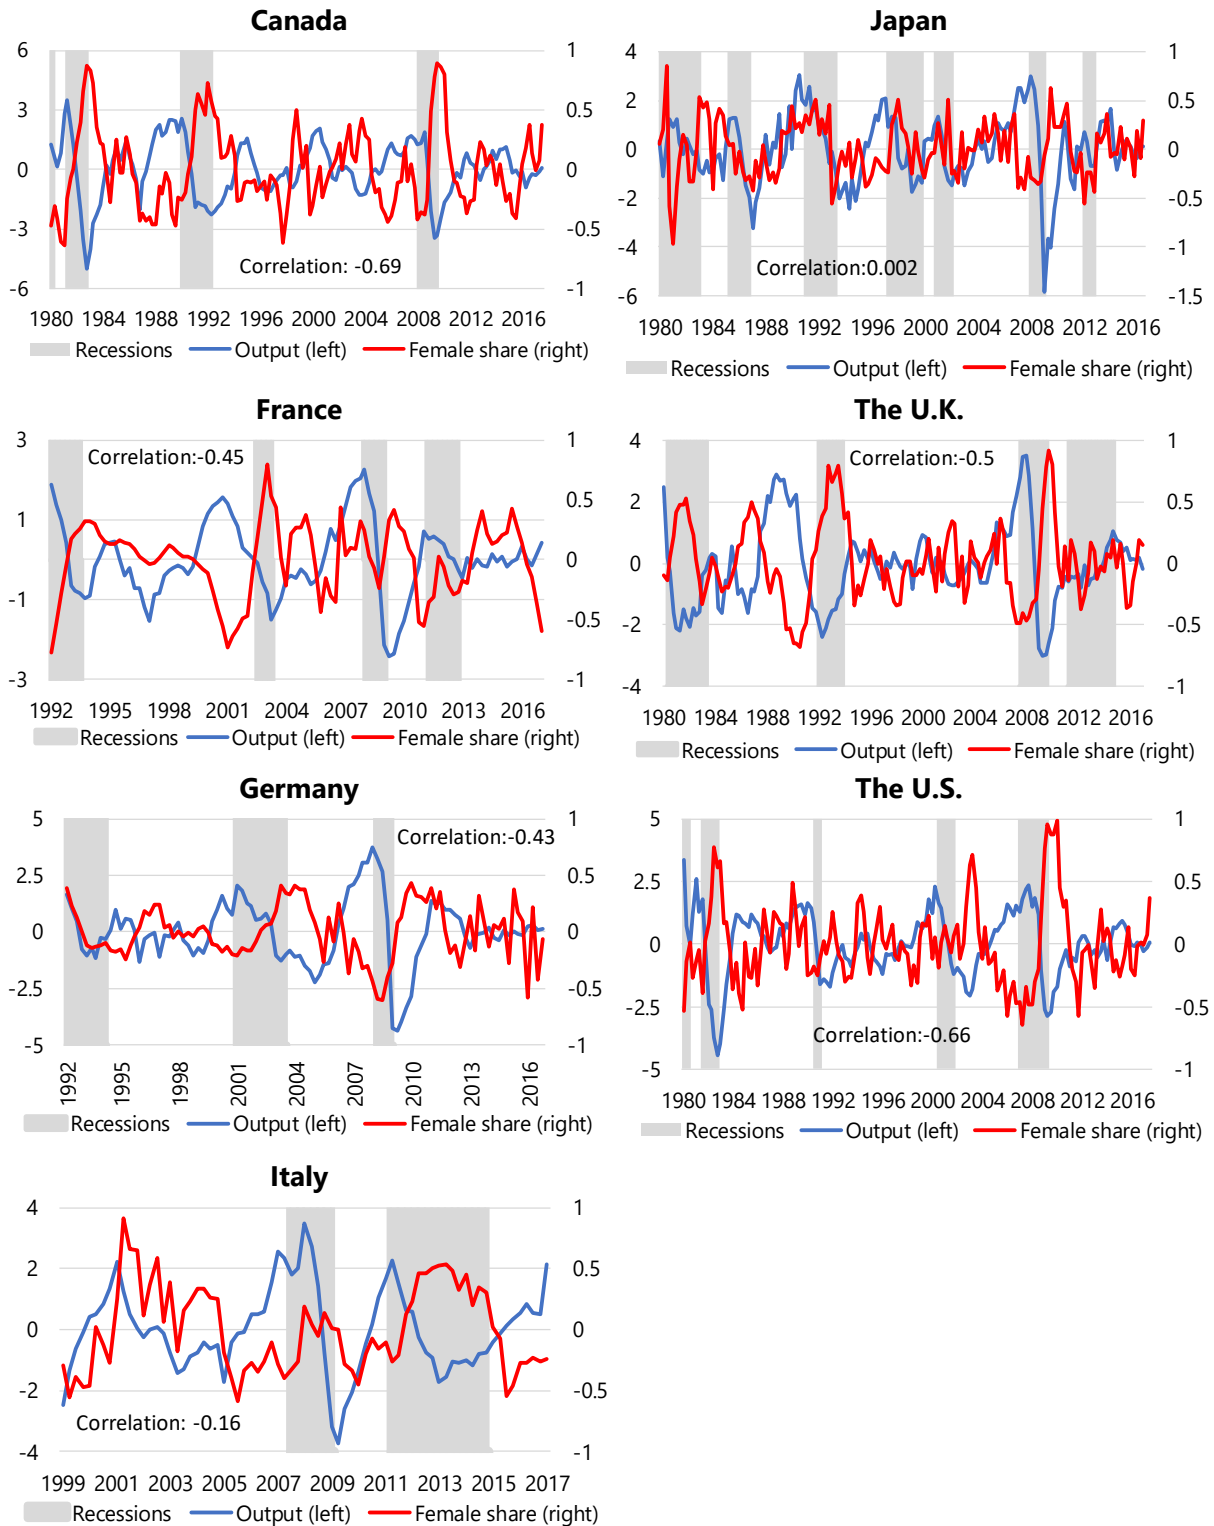 Canada
6
3
0
-3
-6
1
0.5
0
-0.5
-1
Correlation: -0.69
1980 1984 1988 1992 1996 2000 2004 2008 2012 2016
Recessions Output (left) Female share (right)
Japan
4
2
0
-2
-4
-6
1
0.5
0
-0.5
-1
-1.5
Correlation:0.002
1980 1984 1988 1992 1996 2000 2004 2008 2012 2016
Recessions Output (left) Female share (right)
France
3
1
-1
-3
1
0.5
0
-0.5
-1
Correlation:-0.45
1992 1995 1998 2001 2004 2007 2010 2013 2016
Recessions Output (left) Female share (right)
The U.K.
4
2
0
-2
-4
1
0.5
0
-0.5
-1
Correlation:-0.5
1980 1984 1988 1992 1996 2000 2004 2008 2012 2016
Recessions Output (left) Female share (right)
Germany
5
2.5
0
-2.5
-5
1
0.5
0
-0.5
-1
Correlation:-0.43
1992 1995 1998 2001 2004 2007 2010 2013 2016
Recessions Output (left) Female share (right)
The U.S.
5
2.5
0
-2.5
-5
1
0.5
0
-0.5
-1
Correlation:-0.66
1980 1984 1988 1992 1996 2000 2004 2008 2012 2016
Recessions Output (left) Female share (right)
Italy
4
2
0
-2
-4
1
0.5
0
-0.5
-1
Correlation: -0.16
1999 2001 2003 2005 2007 2009 2011 2013 2015 2017
Recessions Output (left) Female share (right)